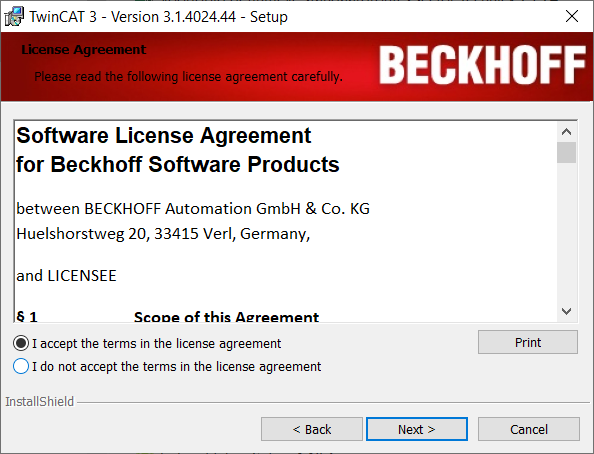 TwinCAT 3 - Version 3.1.4024.44 - Setup
License Agreement
Please read the following license agreement carefully.
BECKHOFF
Software License Agreement
for Beckhoff Software Products
between BECKHOFF Automation GmbH & Co. KG
Huelshorstweg 20, 33415 Verl, Germany,
and LICENSEE
§ 1 Scope of this Agreement
I accept the terms in the license agreement
Print
I do not accept the terms in the license agreement
InstallShield
< Back Next > Cancel